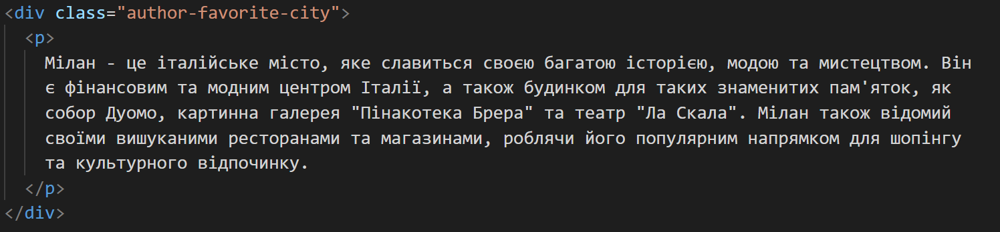 <div class="author-favorite-city">
<p>
Мілан - це італійське місто, яке славиться своєю багатою історією, модою та мистецтвом. Він
є фінансовим та модним центром Італії, а також будинком для таких знаменитих пам'яток, як
собор Дуомо, картинна галерея "Пінакотека Брера" та театр "Ла Скала". Мілан також відомий
своїми вишуканими ресторанами та магазинами, роблячи його популярним напрямком для шопінгу
та культурного відпочинку.
</p>
</div>